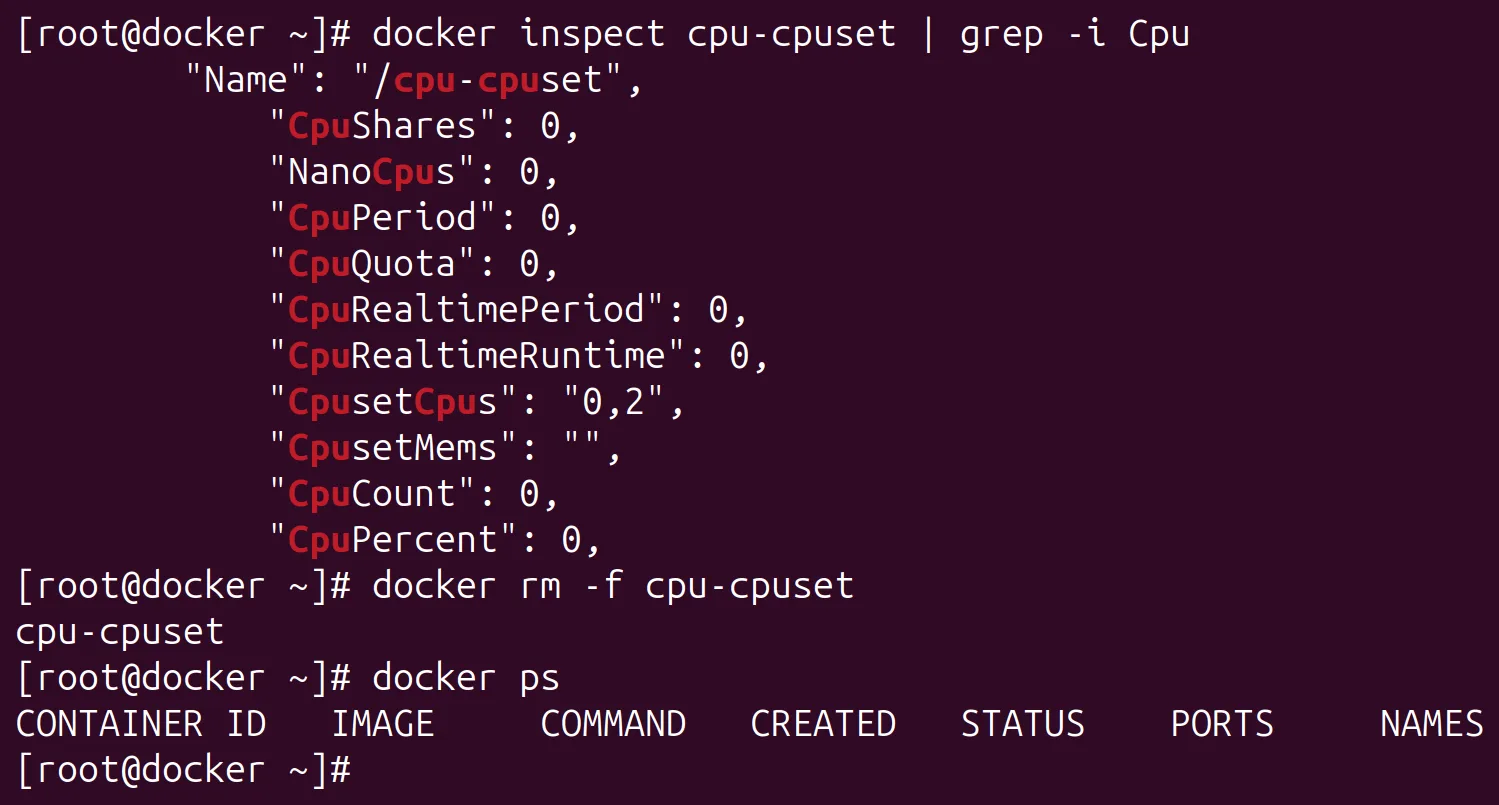 [root@docker ~]# docker inspect cpu-cpuset | grep -i Cpu
        "Name": "/cpu-cpuset",
            "CpuShares": 0,
            "NanoCpus": 0,
            "CpuPeriod": 0,
            "CpuQuota": 0,
            "CpuRealtimePeriod": 0,
            "CpuRealtimeRuntime": 0,
            "CpusetCpus": "0,2",
            "CpusetMems": "",
            "CpuCount": 0,
            "CpuPercent": 0,
[root@docker ~]# docker rm -f cpu-cpuset
cpu-cpuset
[root@docker ~]# docker ps
CONTAINER ID   IMAGE     COMMAND   CREATED   STATUS    PORTS     NAMES
[root@docker ~]#